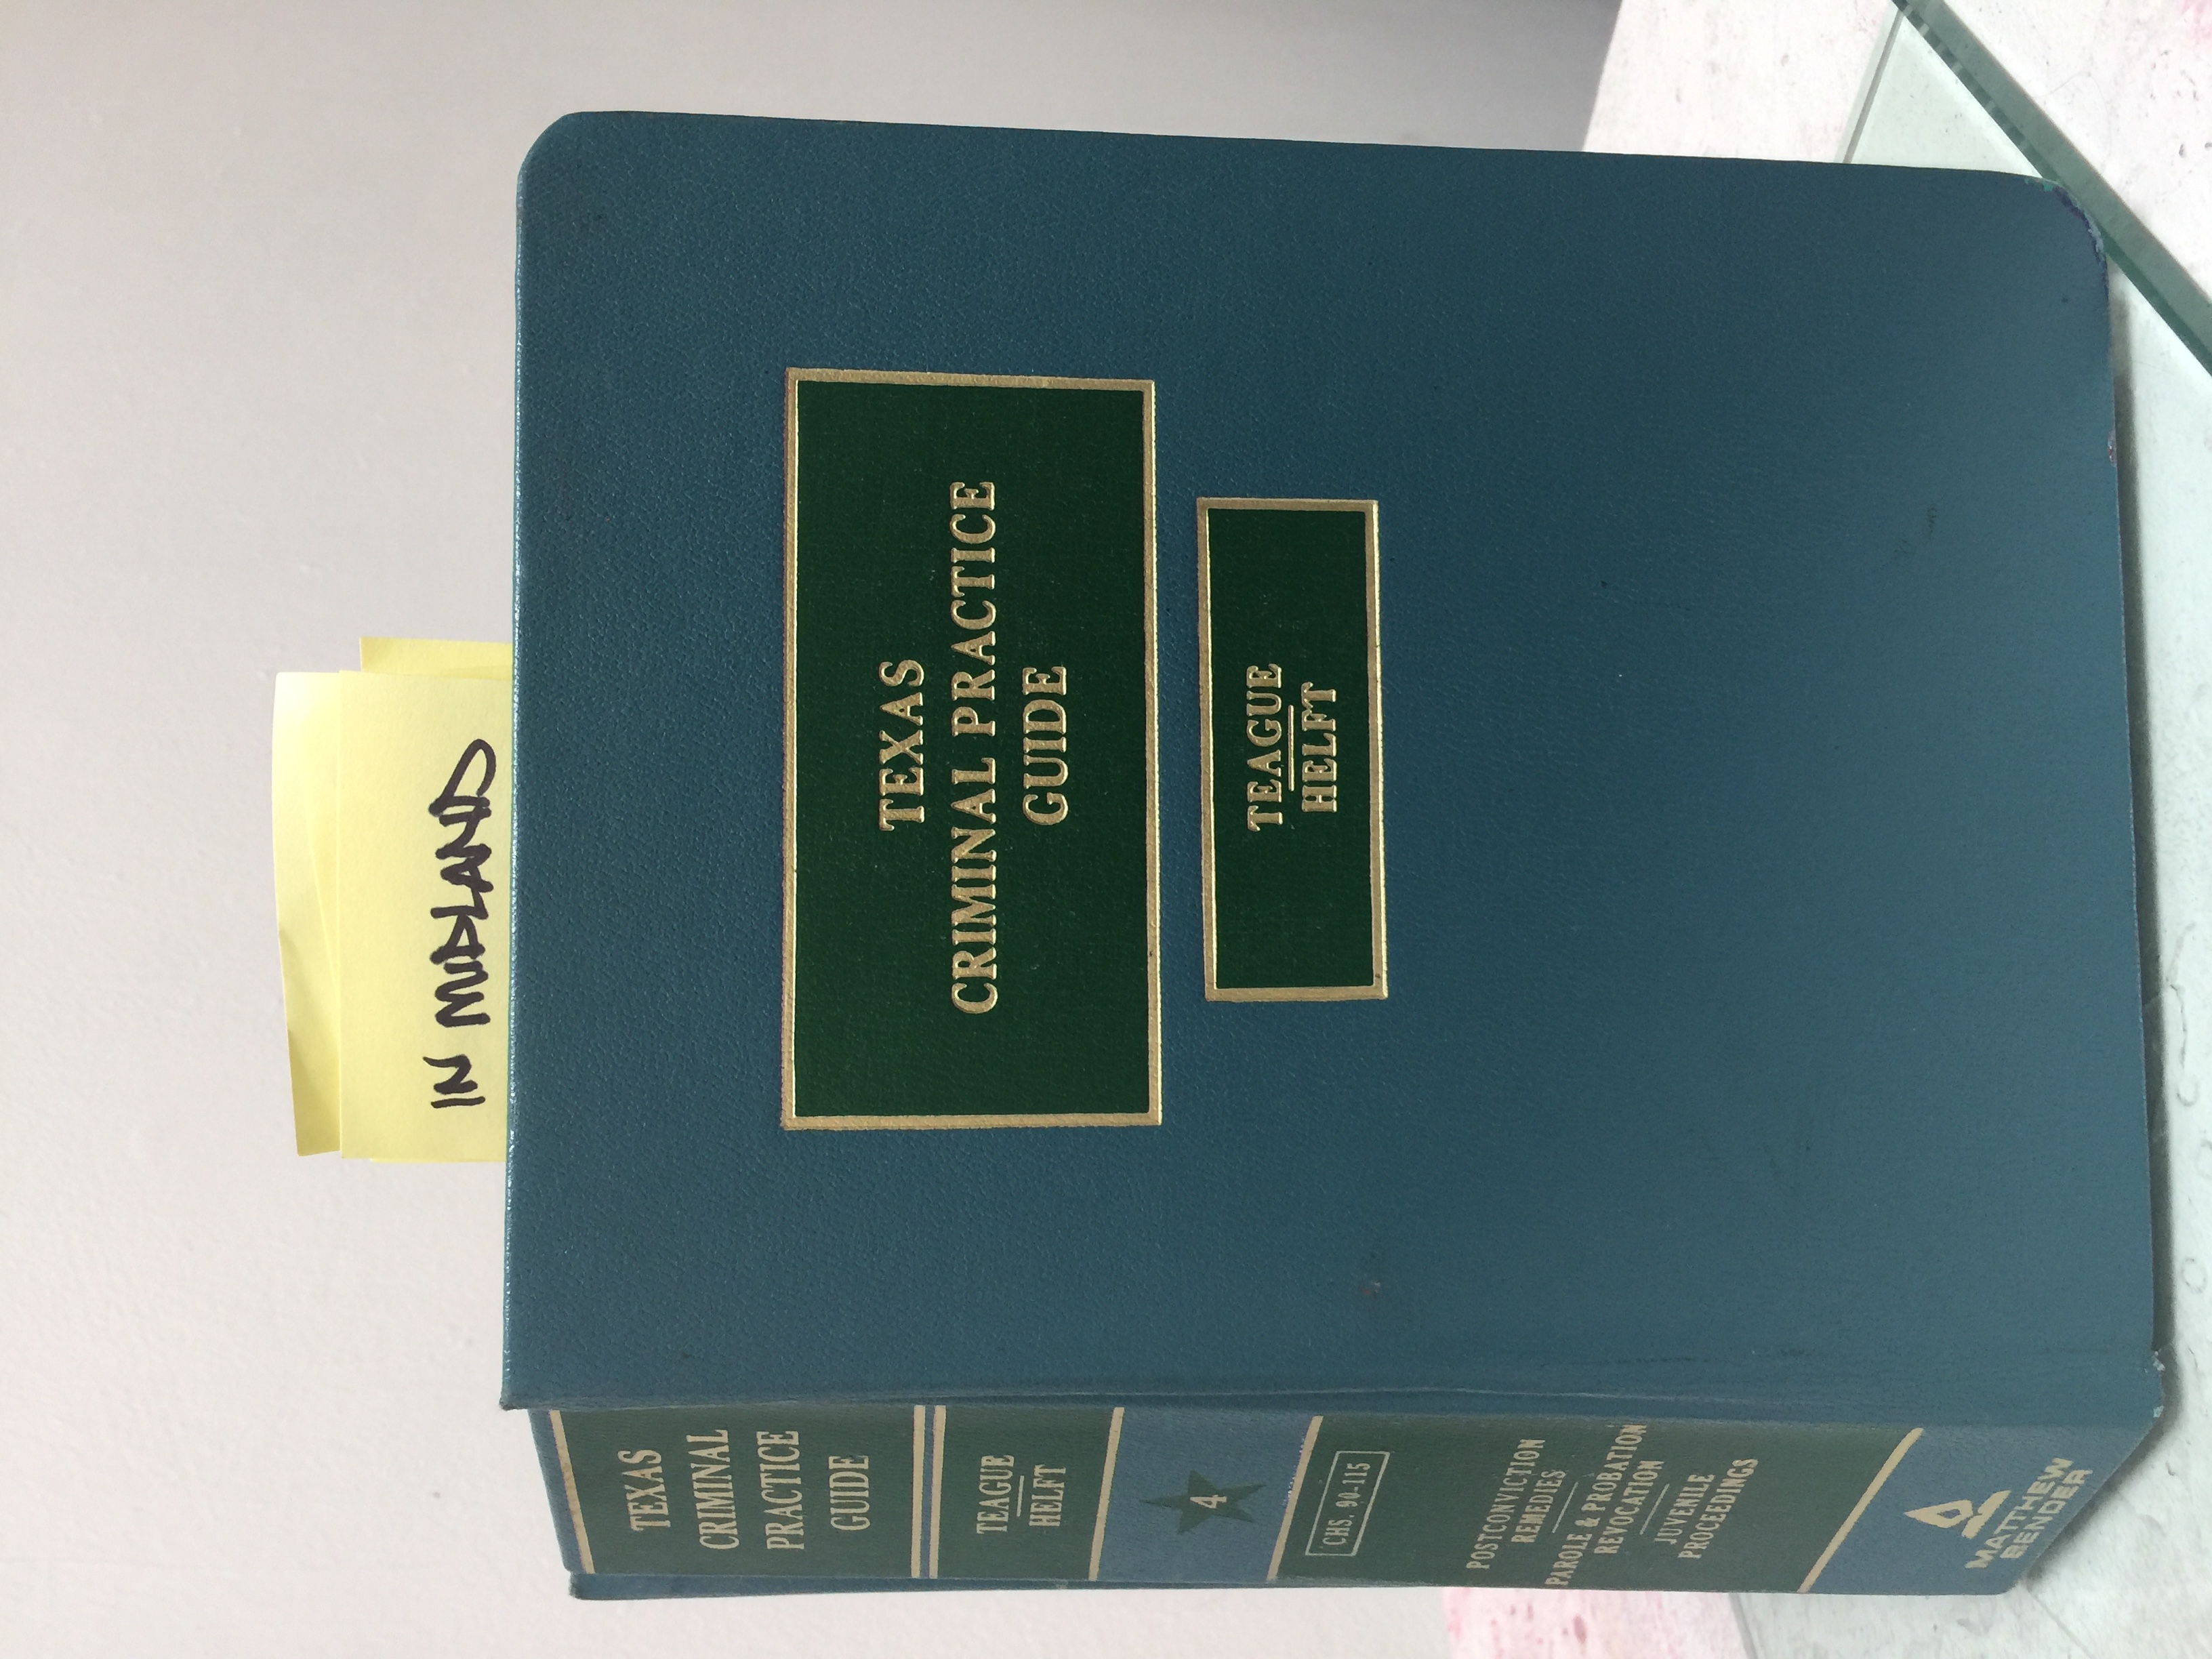 IN MIDLAND
TEXAS
CRIMINAL PRACTICE
GUIDE
TEAGUE
HELFT
TEXAS
CRIMINAL
PRACTICE
GUIDE
TEAGUE
HELFT
4
CHS. 90-115
POSTCONVICTION
REMEDIES
PAROLE & PROBATION
REVOCATION
JUVENILE
PROCEEDINGS
MATTHEW
BENDER